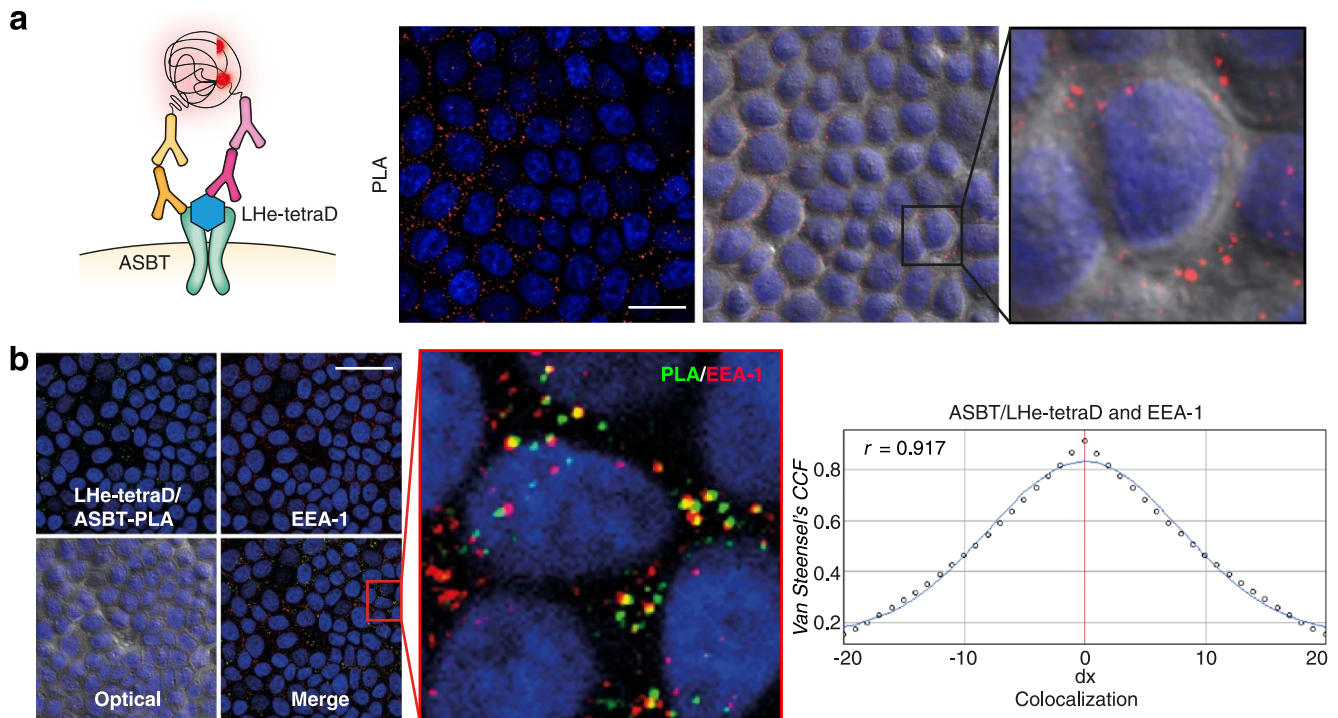 a
LHe-tetraD
ASBT
PLA
b
LHe-tetraD/
ASBT-PLA
EEA-1
Optical
Merge
PLA/EEA-1
ASBT/LHe-tetraD and EEA-1
r = 0.917
Van Steensel's CCF
0.8
0.6
0.4
0.2
-20 -10 0 10 20
dx
Colocalization